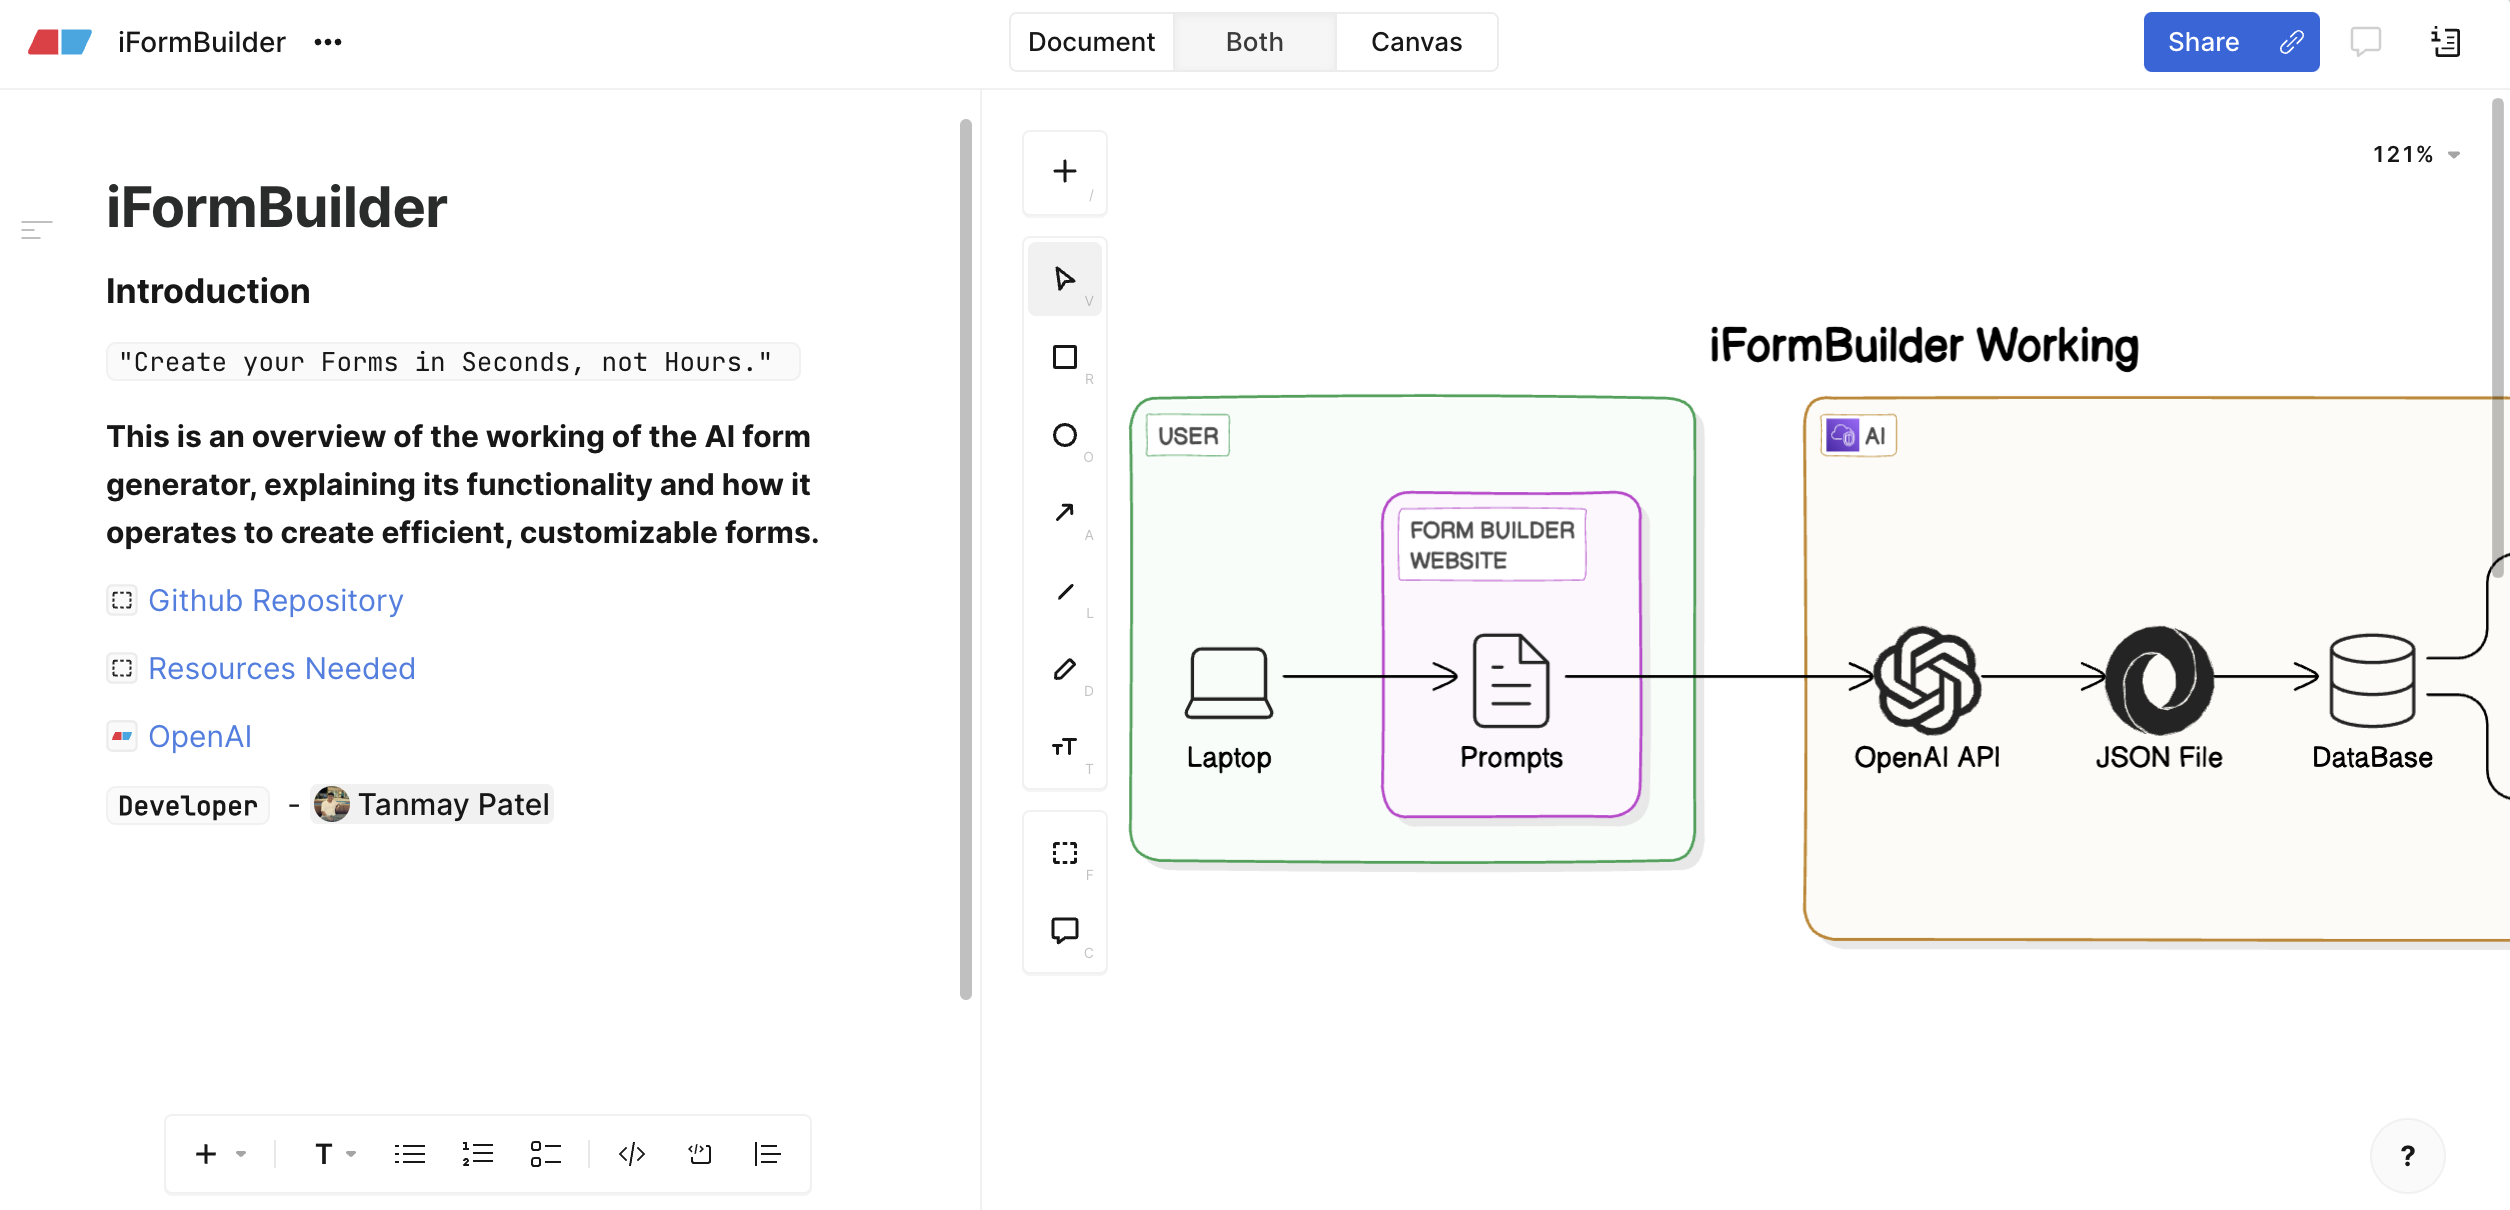 iFormBuilder
Document
Both
Canvas
Share
iFormBuilder
Introduction
"Create your Forms in Seconds, not Hours."
This is an overview of the working of the AI form
generator, explaining its functionality and how it
operates to create efficient, customizable forms.
Github Repository
Resources Needed
OpenAI
Developer - Tanmay Patel
/
V
R
O
A
L
D
T
F
C
121%
iFormBuilder Working
USER
FORM BUILDER
WEBSITE
Laptop
Prompts
AI
OpenAI API
JSON File
DataBase
?